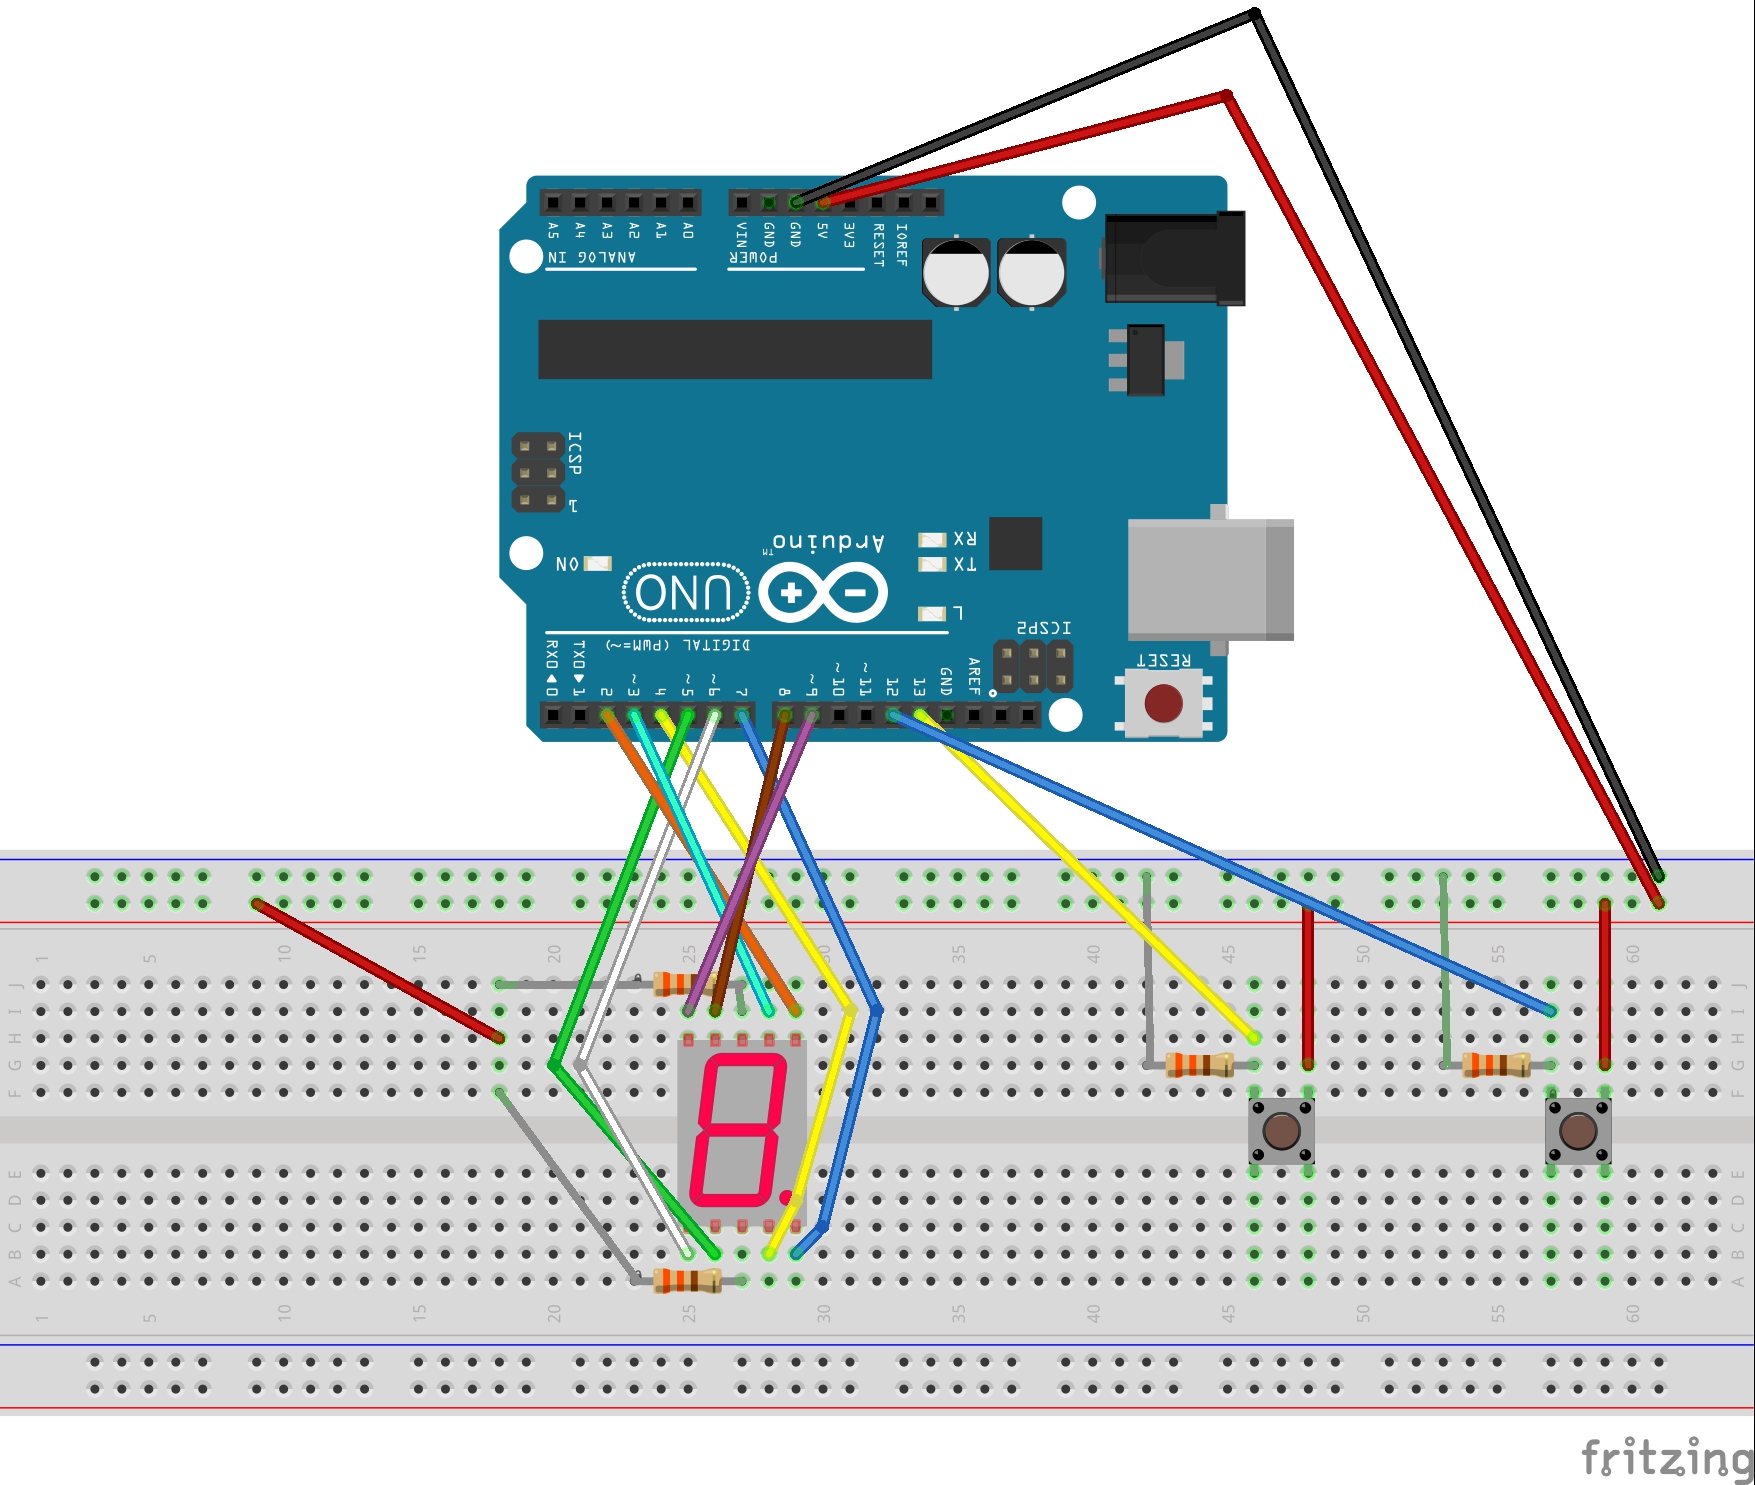 A5 A4 A3 A2 A1 A0 VIN GND GND 5V 3V3 RESET IOREF
ANALOG IN POWER
ICSP
1
Arduino™ RX
ON TX
UNO L
ICSP2
DIGITAL (PWM=~) RESET
RX0 TX0 ~ ~ ~ ~ ~ ~
0 1 2 3 4 5 6 7 8 9 10 11 12 13 GND AREF
1 5 10 15 20 25 30 35 40 45 50 55 60
J J
I I
H H
G G
F F
E E
D D
C C
B B
A A
1 5 10 15 20 25 30 35 40 45 50 55 60
fritzing